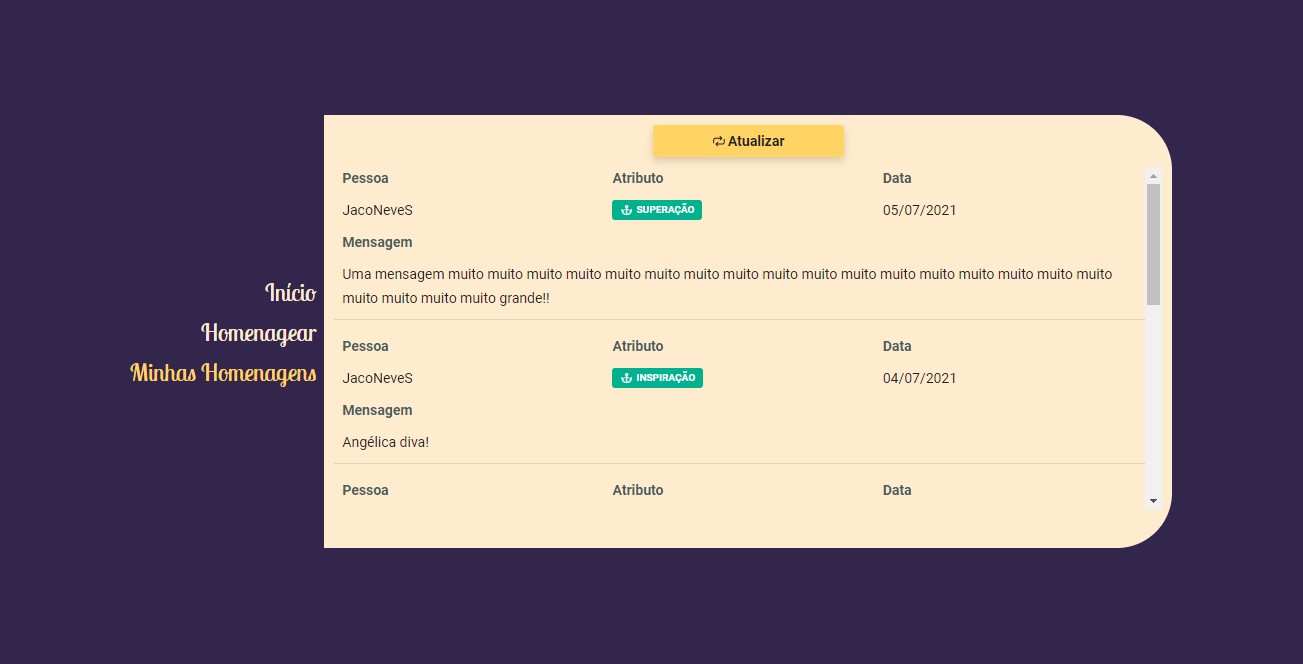 Atualizar
Início
Homenagear
Minhas Homenagens
Pessoa Atributo Data
JacoNeveS SUPERAÇÃO 05/07/2021
Mensagem
Uma mensagem muito muito muito muito muito muito muito muito muito muito muito muito muito muito muito muito muito
muito muito muito muito grande!!
Pessoa Atributo Data
JacoNeveS INSPIRAÇÃO 04/07/2021
Mensagem
Angélica diva!
Pessoa Atributo Data